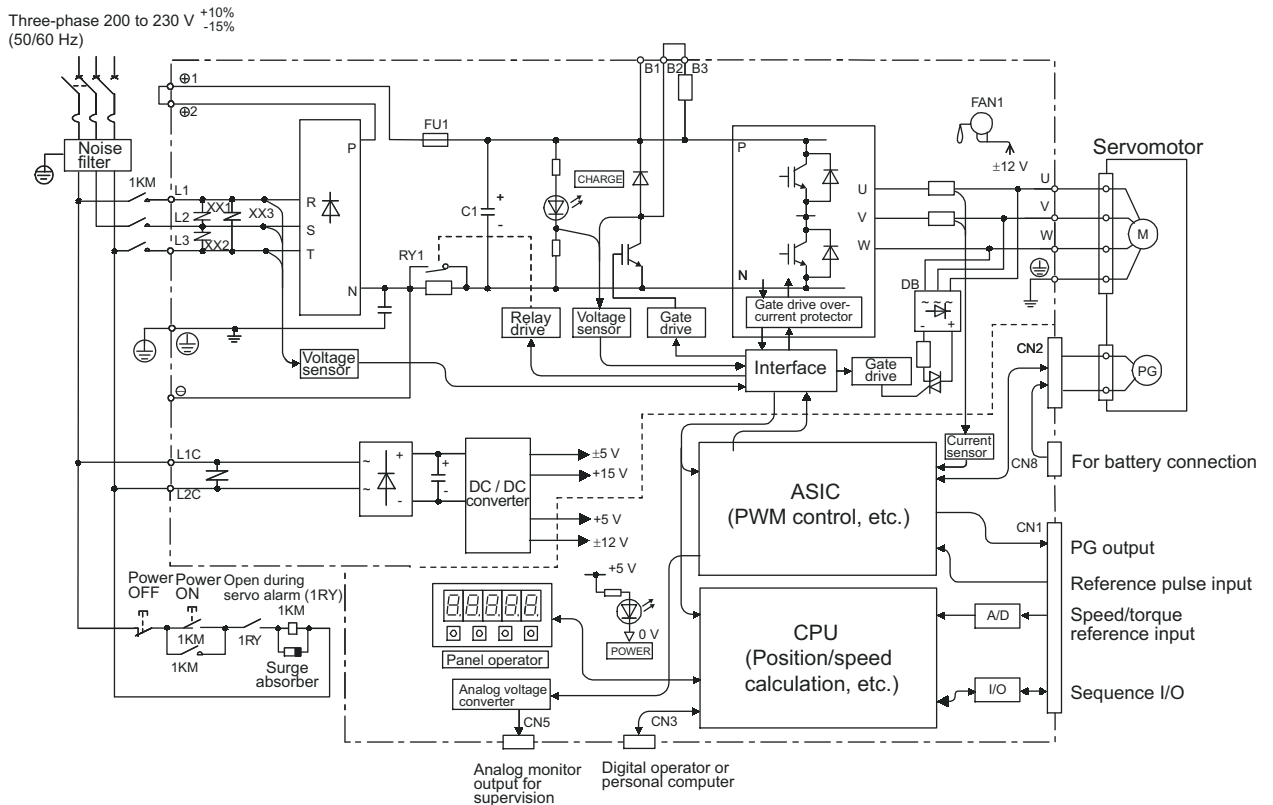 Three-phase 200 to 230 V +10% -15%
(50/60 Hz)
Noise
filter
1KM
⊕1
⊕2
L1
L2
L3
XX1
XX2
XX3
R
S
T
P
N
FU1
C1
+
-
RY1
CHARGE
B1
B2
B3
P
N
U
V
W
FAN1
±12 V
Servomotor
U
V
W
M
DB
~ ~ ~
- +
Relay
drive
Voltage
sensor
Gate
drive
Gate drive over-
current protector
Voltage
sensor
Interface
Gate
drive
CN2
PG
⊖
L1C
L2C
~
~
+
-
+
-
DC / DC
converter
±5 V
+15 V
+5 V
±12 V
Current
sensor
CN8
For battery connection
ASIC
(PWM control, etc.)
CN1
PG output
Reference pulse input
Speed/torque
reference input
A/D
CPU
(Position/speed
calculation, etc.)
I/O
Sequence I/O
Power
OFF
Power
ON
Open during
servo alarm (1RY)
1KM
1KM
1RY
1KM
Surge
absorber
8.8.8.8.8.
Panel operator
+5 V
0 V
POWER
Analog voltage
converter
CN5
CN3
Analog monitor
output for
supervision
Digital operator or
personal computer